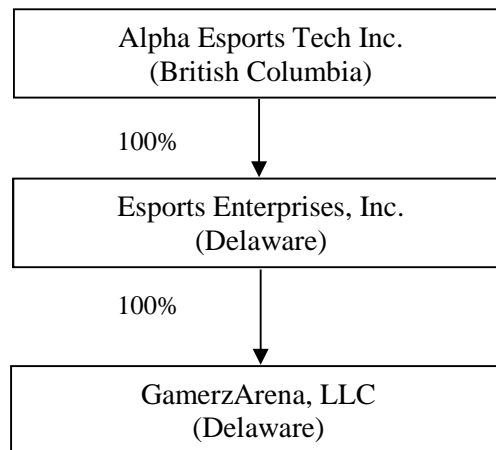 Alpha Esports Tech Inc.
(British Columbia)
100%
Esports Enterprises, Inc.
(Delaware)
100%
GamerzArena, LLC
(Delaware)